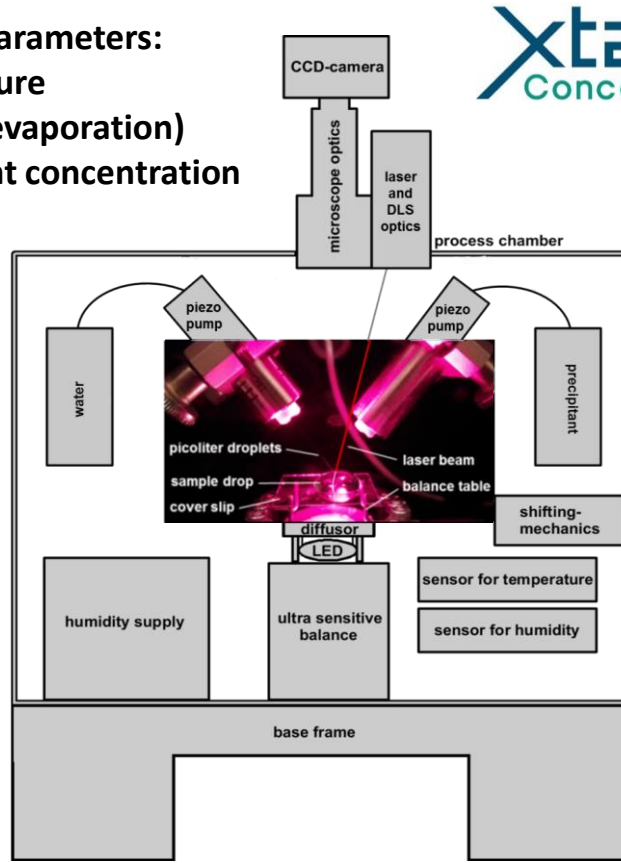 arameters:
ure
evaporation)
nt concentration
xta
Conce
CCD-camera
microscope optics
laser
and
DLS
optics
process chamber
piezo
pump
piezo
pump
water
precipitant
picoliter droplets
laser beam
sample drop
balance table
cover slip
diffusor
LED
shifting-
mechanics
sensor for temperature
humidity supply
ultra sensitive
balance
sensor for humidity
base frame